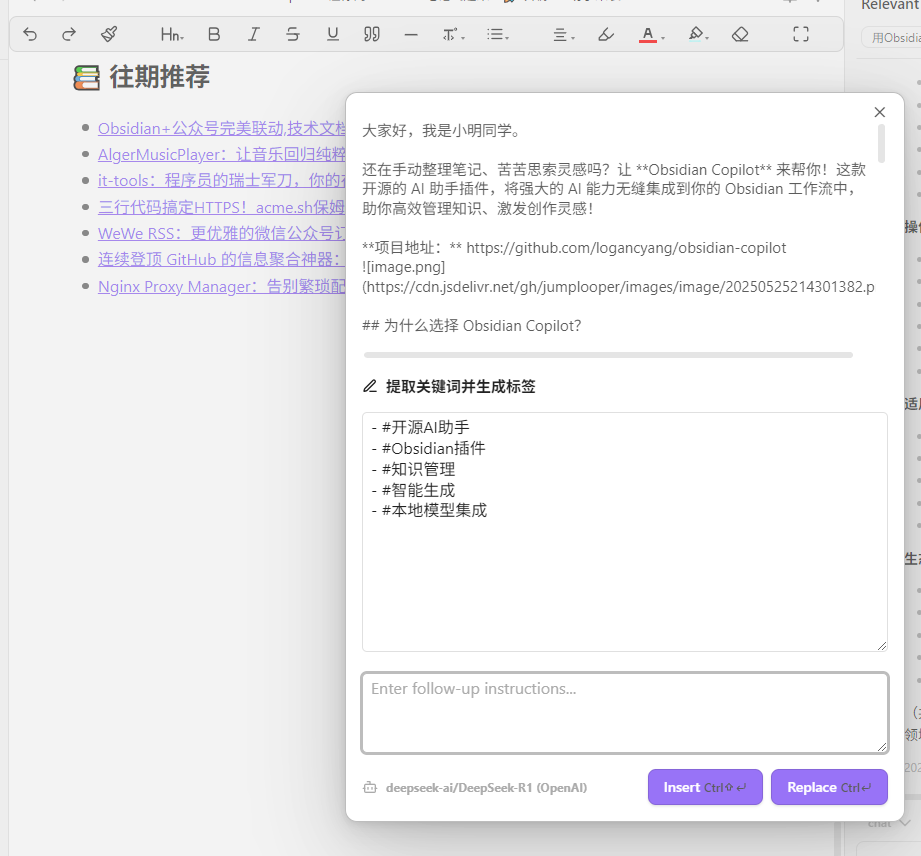 Relevant
Hn
B
I
S
U
A
用Obsidia
📚 往期推荐
Obsidian+公众号完美联动,技术文档
AlgerMusicPlayer：让音乐回归纯粹
it-tools：程序员的瑞士军刀，你的
三行代码搞定HTTPS！acme.sh保姆
WeWe RSS：更优雅的微信公众号订
连续登顶 GitHub 的信息聚合神器：
Nginx Proxy Manager：告别繁琐配
大家好，我是小明同学。
还在手动整理笔记、苦苦思索灵感吗？让 **Obsidian Copilot** 来帮你！这款
开源的 AI 助手插件，将强大的 AI 能力无缝集成到你的 Obsidian 工作流中，
助你高效管理知识、激发创作灵感！
**项目地址：** https://github.com/logancyang/obsidian-copilot
![image.png]
(https://cdn.jsdelivr.net/gh/jumplooper/images/image/20250525214301382.p
## 为什么选择 Obsidian Copilot？
提取关键词并生成标签
- #开源AI助手
- #Obsidian插件
- #知识管理
- #智能生成
- #本地模型集成
Enter follow-up instructions...
deepseek-ai/DeepSeek-R1 (OpenAI)
Insert Ctrl⇧↵
Replace Ctrl↵
操作
适
生
领
202
chat